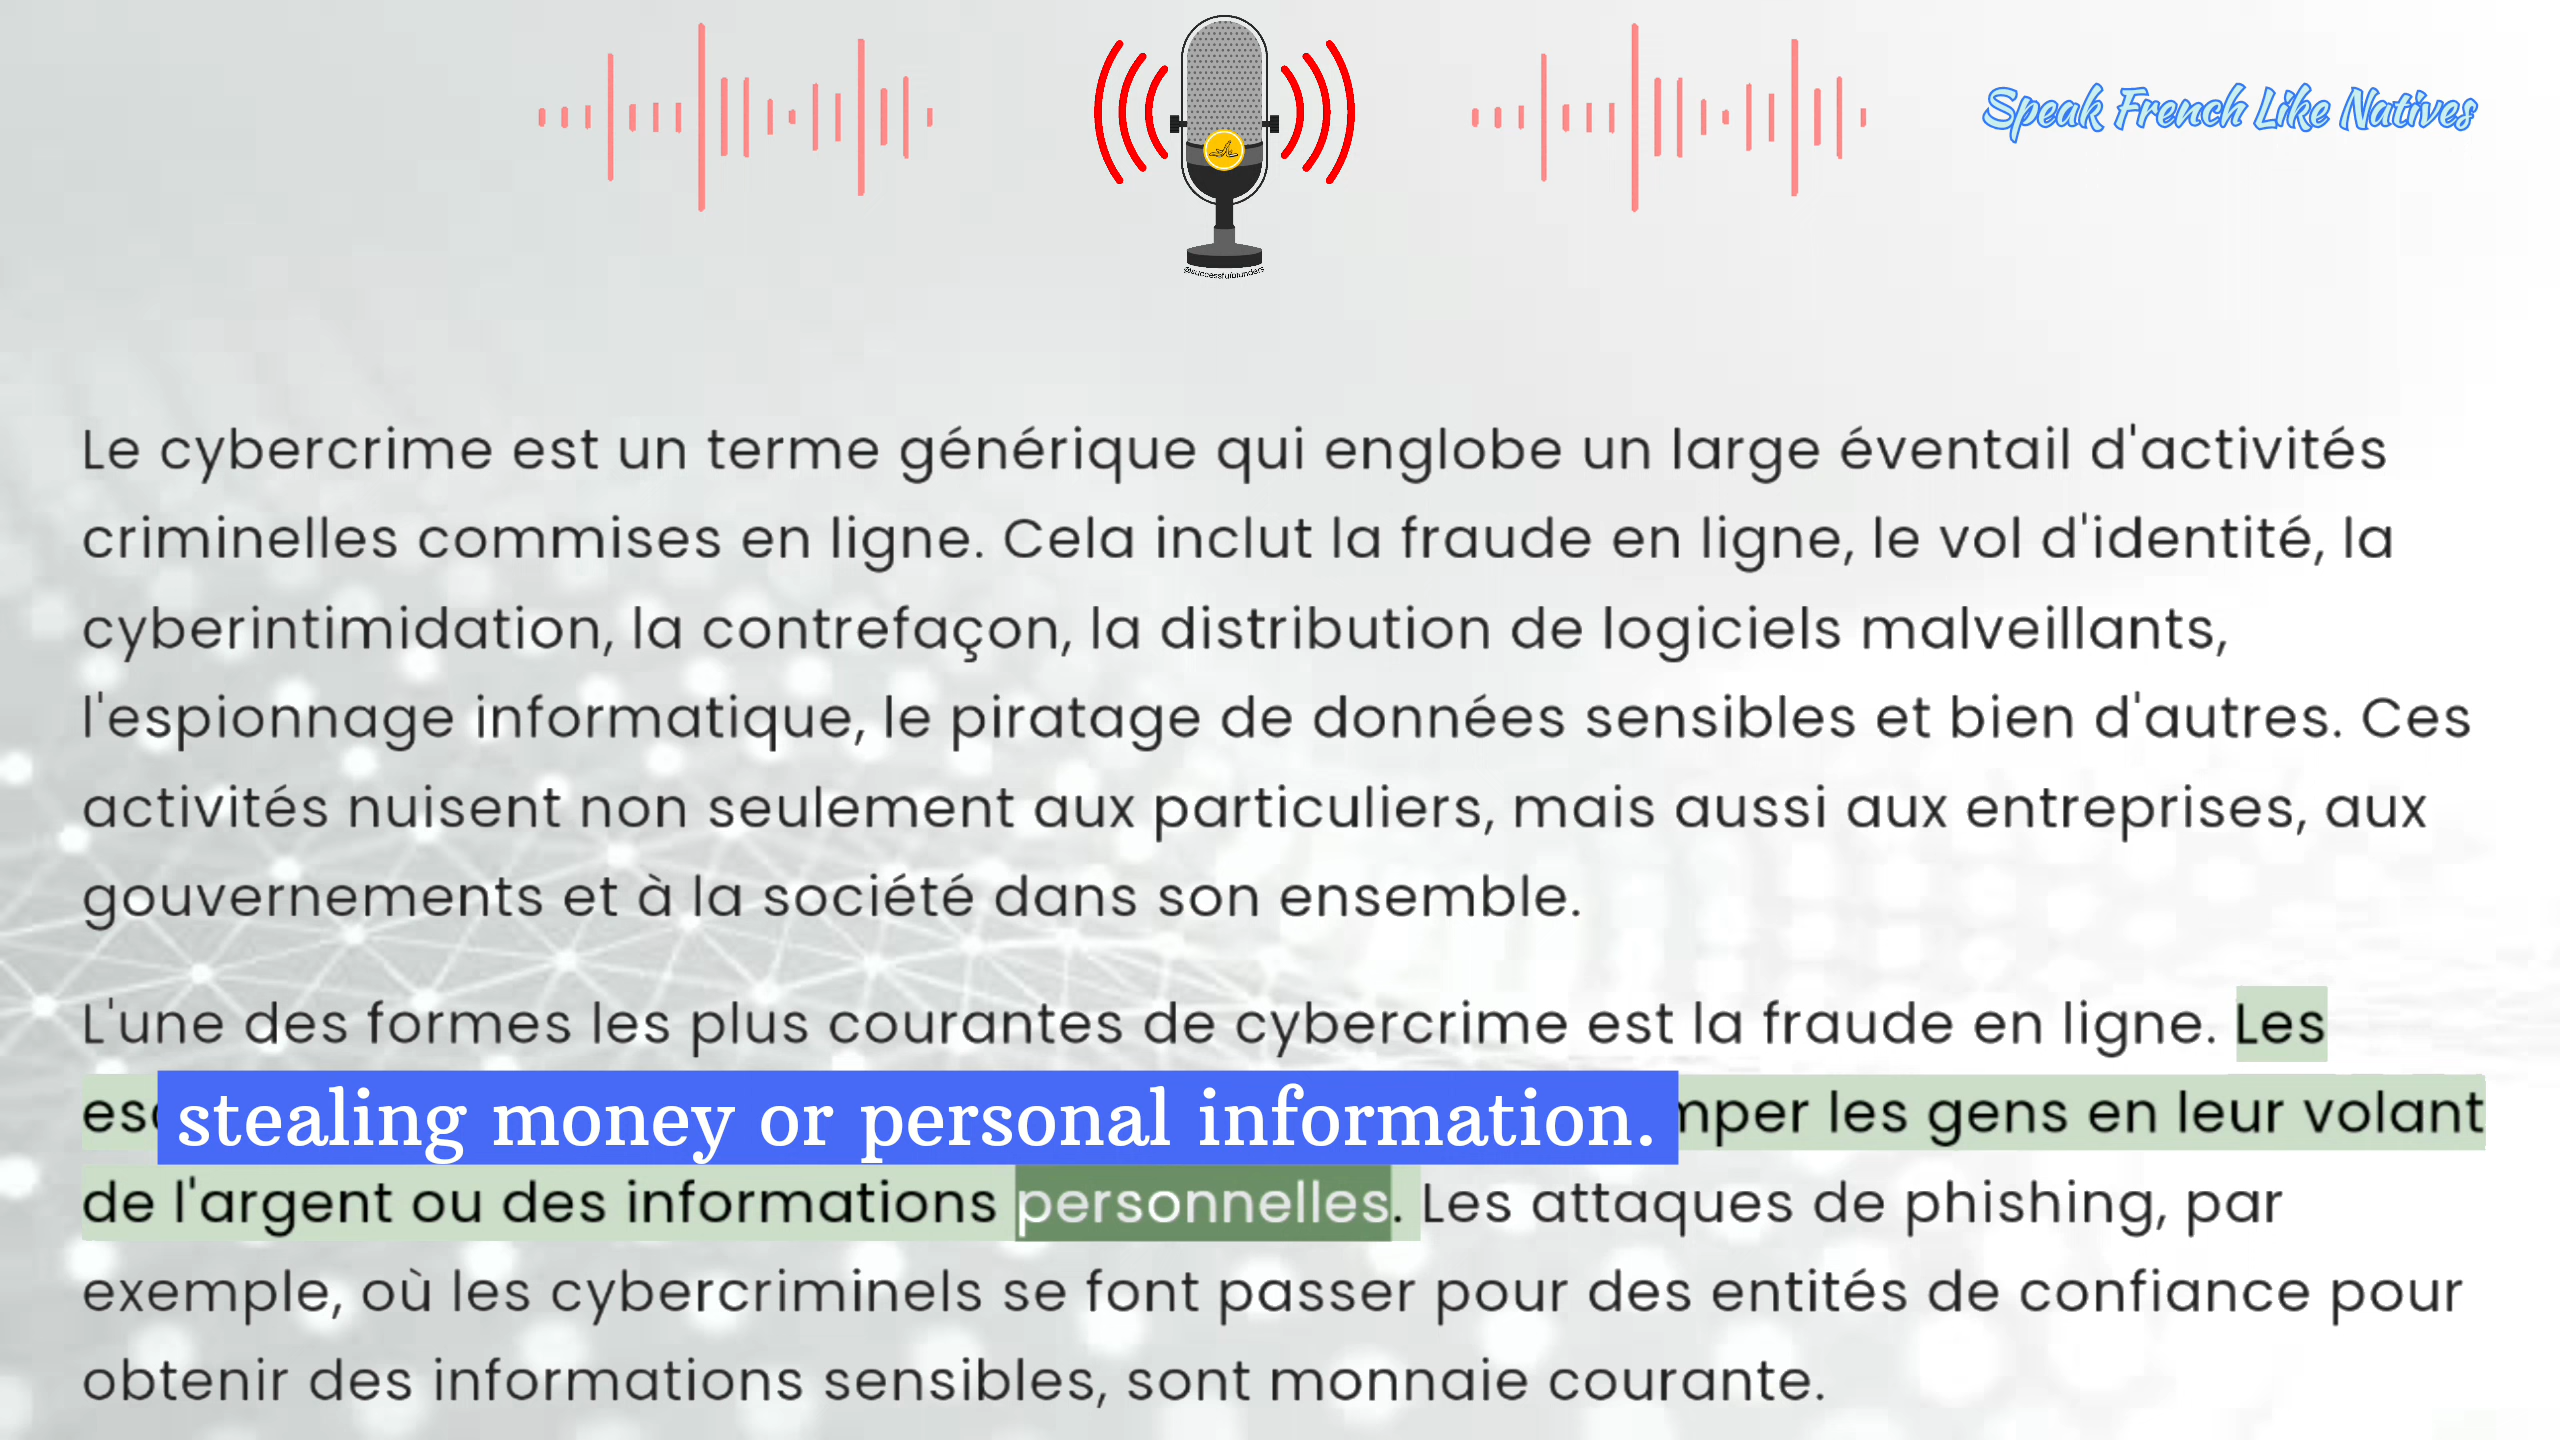 Speak French Like Natives
@successfulblunders
Le cybercrime est un terme générique qui englobe un large éventail d'activités
criminelles commises en ligne. Cela inclut la fraude en ligne, le vol d'identité, la
cyberintimidation, la contrefaçon, la distribution de logiciels malveillants,
l'espionnage informatique, le piratage de données sensibles et bien d'autres. Ces
activités nuisent non seulement aux particuliers, mais aussi aux entreprises, aux
gouvernements et à la société dans son ensemble.
L'une des formes les plus courantes de cybercrime est la fraude en ligne. Les
stealing money or personal information.
les gens en leur volant
de l'argent ou des informations personnelles. Les attaques de phishing, par
exemple, où les cybercriminels se font passer pour des entités de confiance pour
obtenir des informations sensibles, sont monnaie courante.